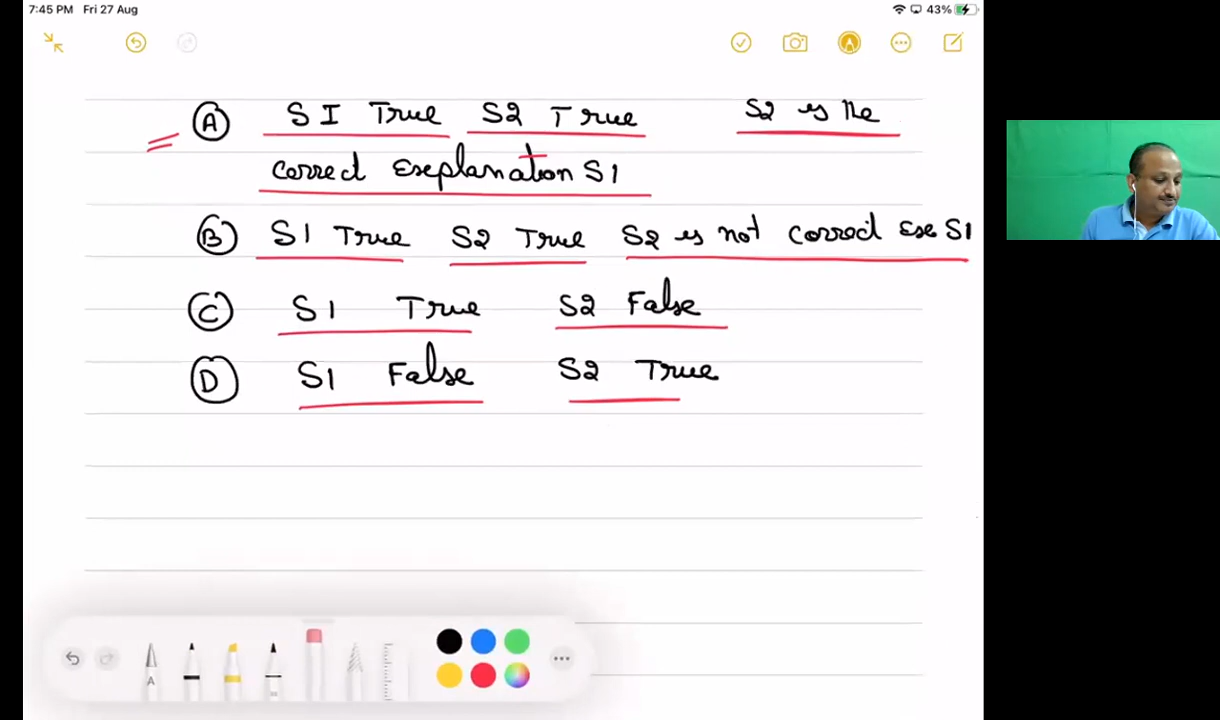 7:45 PM Fri 27 Aug 43%
A S I True S2 True S2 is the
correct Explanation S1
B S1 True S2 True S2 is not correct Exe S1
C S1 True S2 False
D S1 False S2 True
A